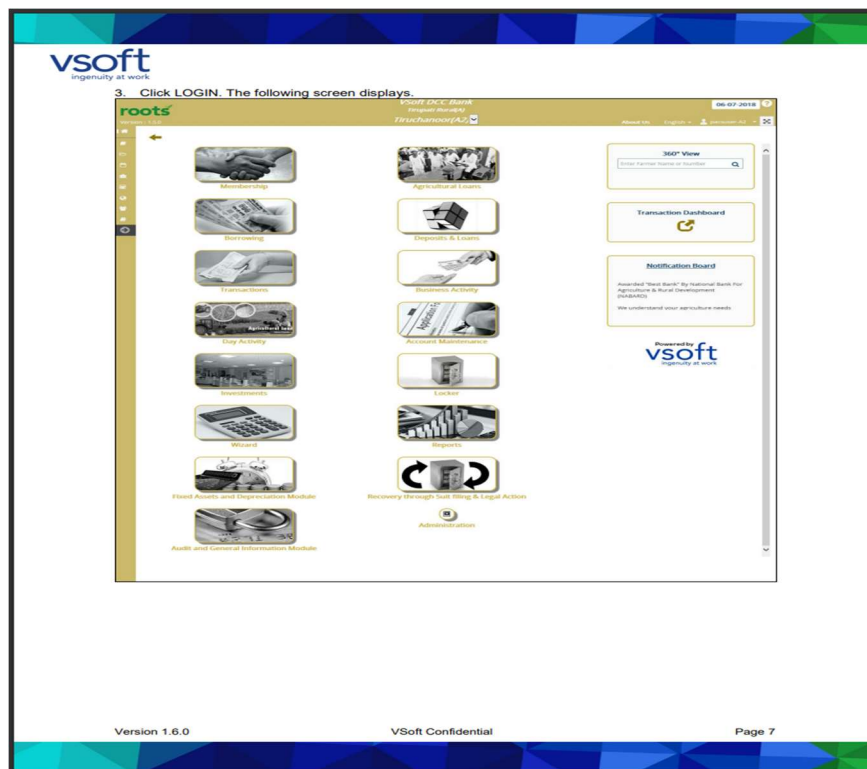 vsoft
ingenuity at work
3. Click LOGIN. The following screen displays.
roots
VSoft DCC Bank
Tirupati Rural(A)
Tiruchanoor(A2)
06-07-2018
?
About Us
English
Membership
Agricultural Loans
360° View
Enter Farmer Name or Number
Borrowing
Deposits & Loans
Transaction Dashboard
Transactions
Business Activity
Notification Board
Awarded "Best Bank" By National Bank For
Agriculture & Rural Development
(NABARD)
We understand your agriculture needs
Day Activity
Account Maintenance
Powered by
vsoft
ingenuity at work
Investments
Locker
Wizard
Reports
Fixed Assets and Depreciation Module
Recovery through Suit filing & Legal Action
Administration
Audit and General Information Module
Version 1.6.0
VSoft Confidential
Page 7